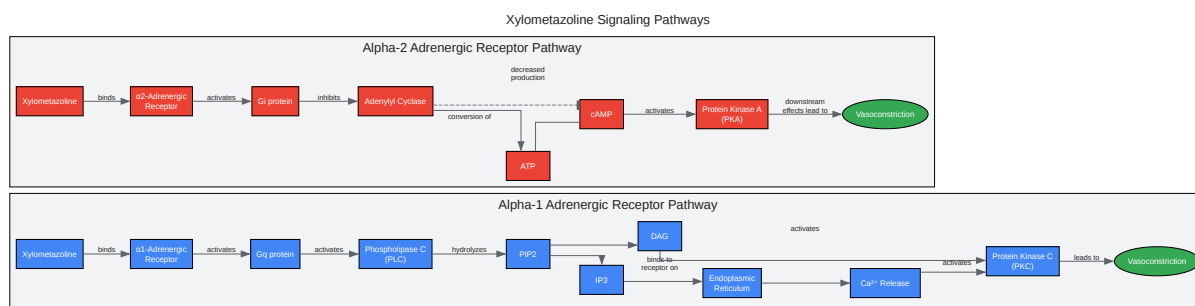 Xylometazoline Signaling Pathways
Alpha-2 Adrenergic Receptor Pathway
decreased
production
Xylometazoline
binds
α2-Adrenergic
Receptor
activates
Gi protein
inhibits
Adenylyl Cyclase
conversion of
ATP
cAMP
activates
Protein Kinase A
(PKA)
downstream
effects lead to
Vasoconstriction
Alpha-1 Adrenergic Receptor Pathway
Xylometazoline
binds
α1-Adrenergic
Receptor
activates
Gq protein
activates
Phospholipase C
(PLC)
hydrolyzes
PIP2
DAG
activates
IP3
binds to
receptor on
Endoplasmic
Reticulum
Ca²⁺ Release
activates
Protein Kinase C
(PKC)
leads to
Vasoconstriction